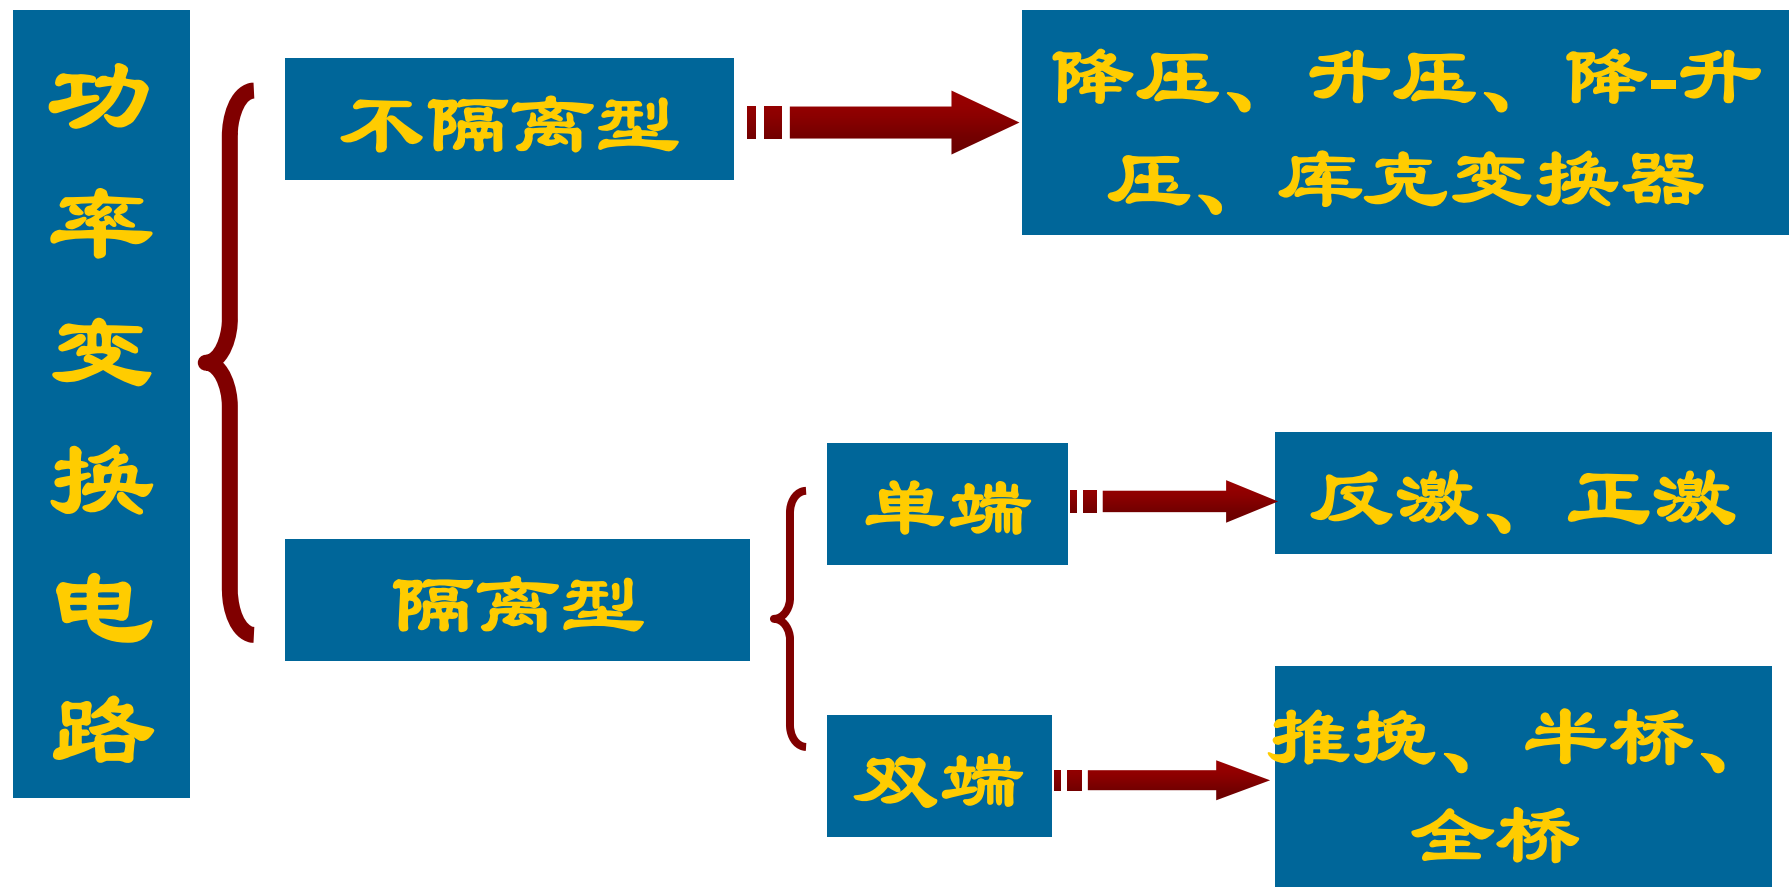 功率变换电路
不隔离型
降压、升压、降-升
压、库克变换器
隔离型
单端
反激、正激
双端
推挽、半桥、
全桥